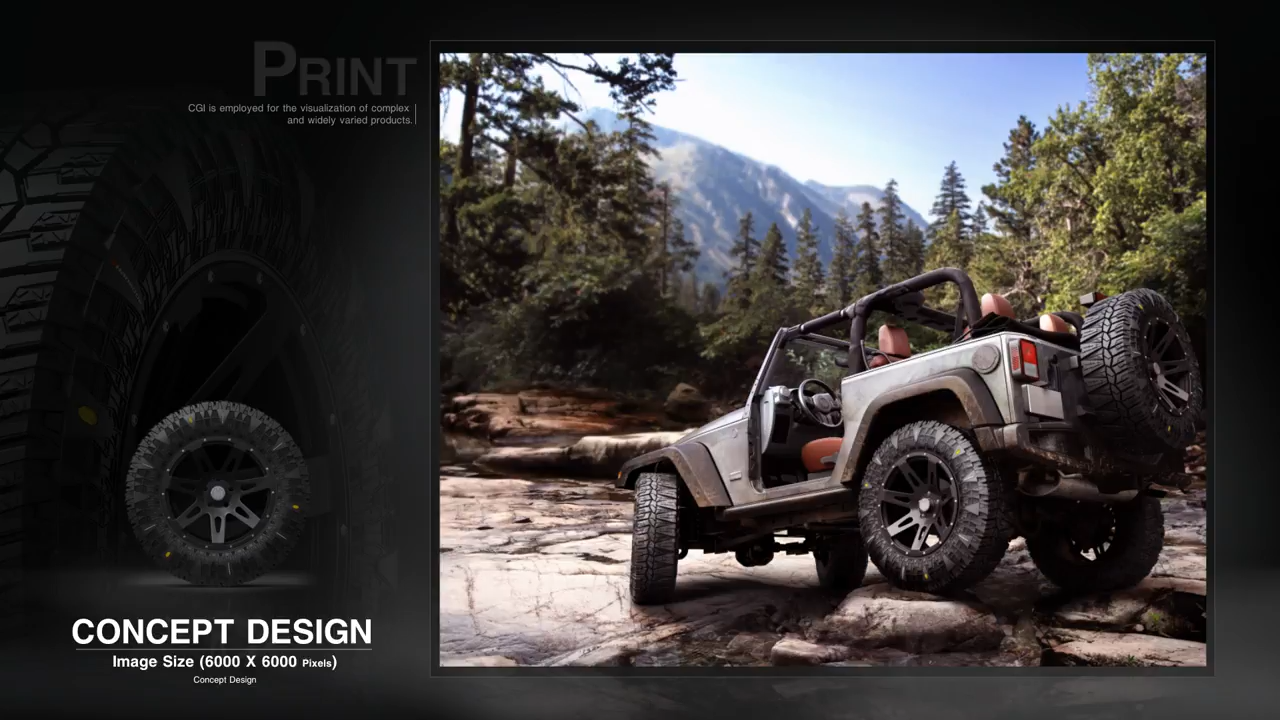 PRINT
CGI is employed for the visualization of complex
and widely varied products.
CONCEPT DESIGN
Image Size (6000 X 6000 Pixels)
Concept Design